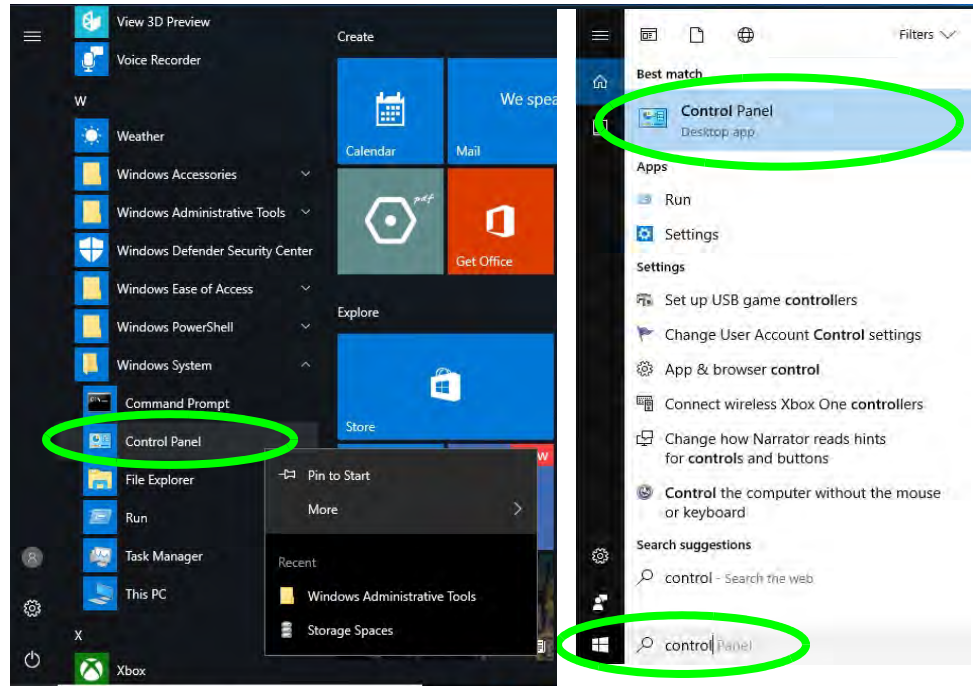 View 3D Preview
Voice Recorder
W
Weather
Windows Accessories
Windows Administrative Tools
Windows Defender Security Center
Windows Ease of Access
Windows PowerShell
Windows System
Command Prompt
Control Panel
File Explorer
Run
Task Manager
This PC
X
Xbox
Create
We spea
Calendar
Mail
pdf
Get Office
Explore
Store
W
Pin to Start
More
Recent
Windows Administrative Tools
Storage Spaces
Filters
Best match
Control Panel
Desktop app
Apps
Run
Settings
Settings
Set up USB game controllers
Change User Account Control settings
App & browser control
Connect wireless Xbox One controllers
Change how Narrator reads hints
for controls and buttons
Control the computer without the mouse
or keyboard
Search suggestions
control - Search the web
control Panel